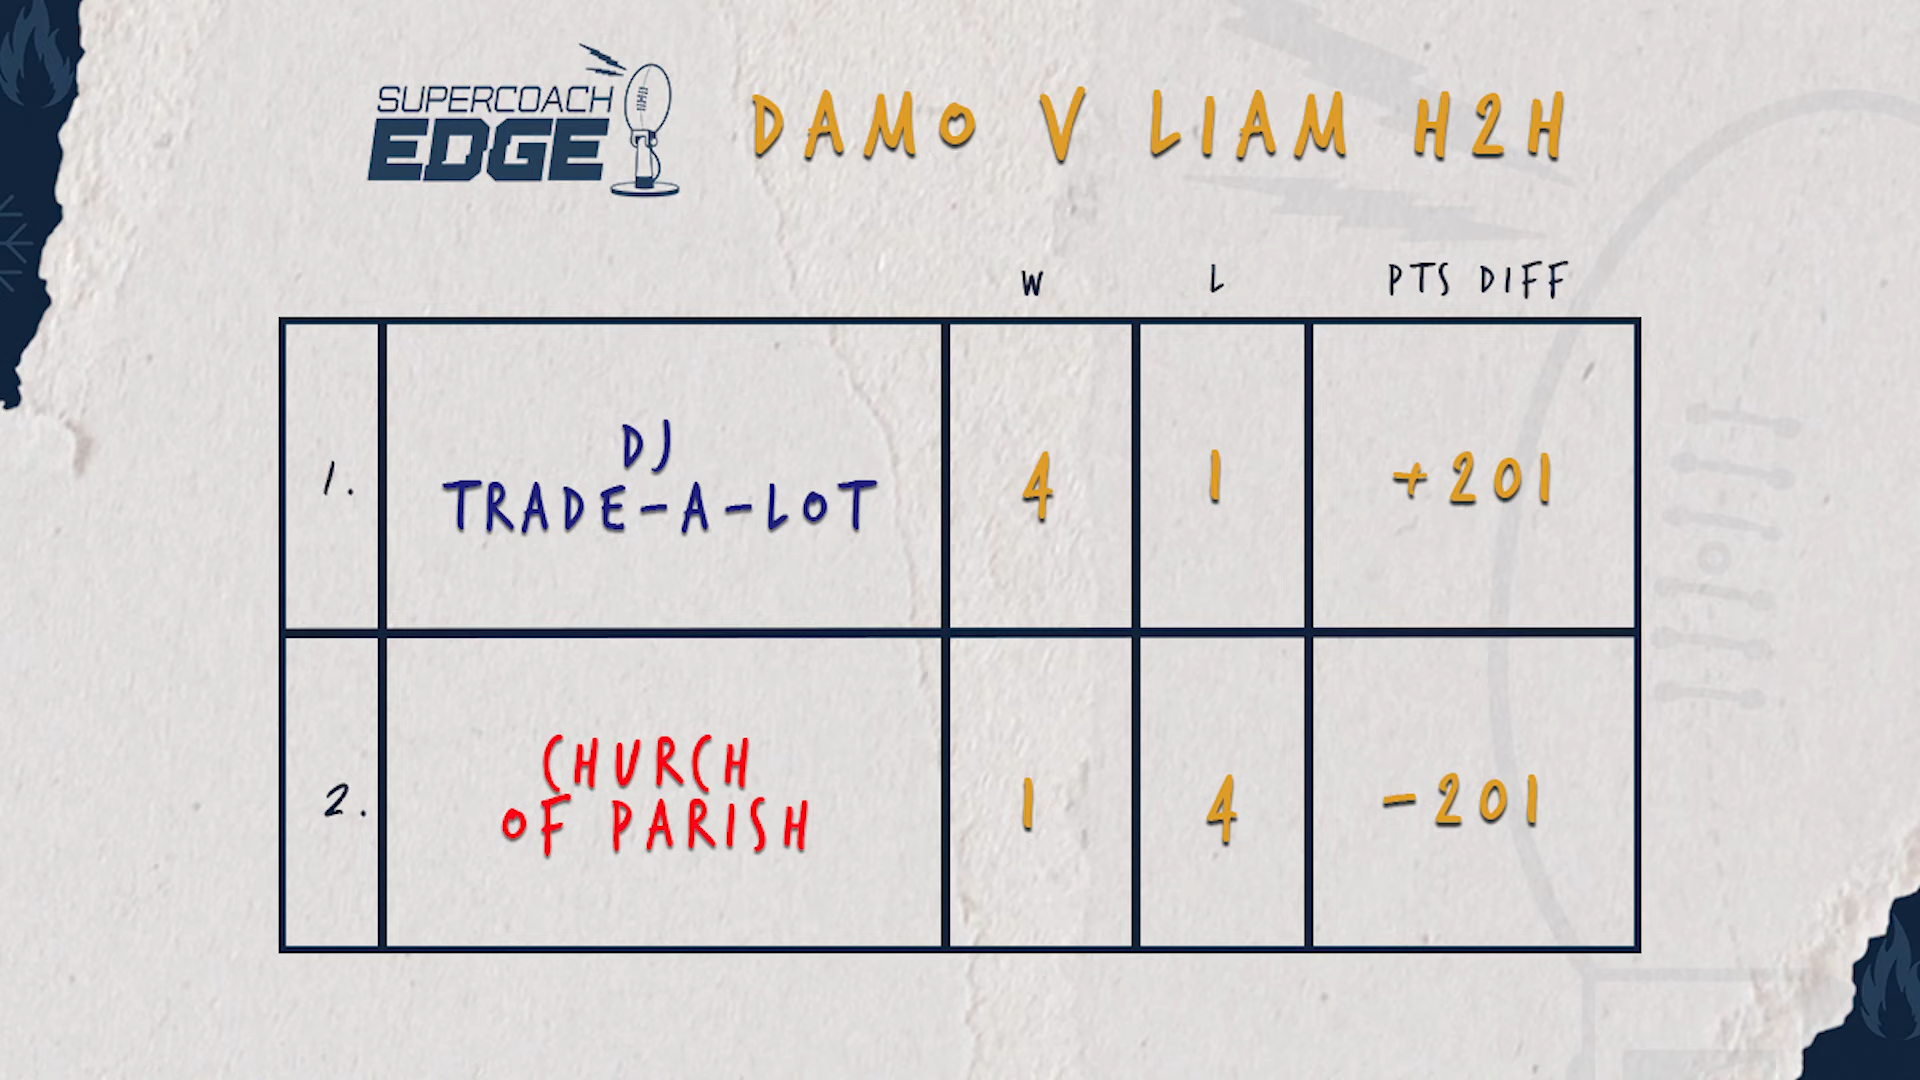 SUPERCOACH
EDGE
DAMO V LIAM H2H
W L PTS DIFF
1. DJ
TRADE-A-LOT 4 1 +201
2. CHURCH
OF PARISH 1 4 -201